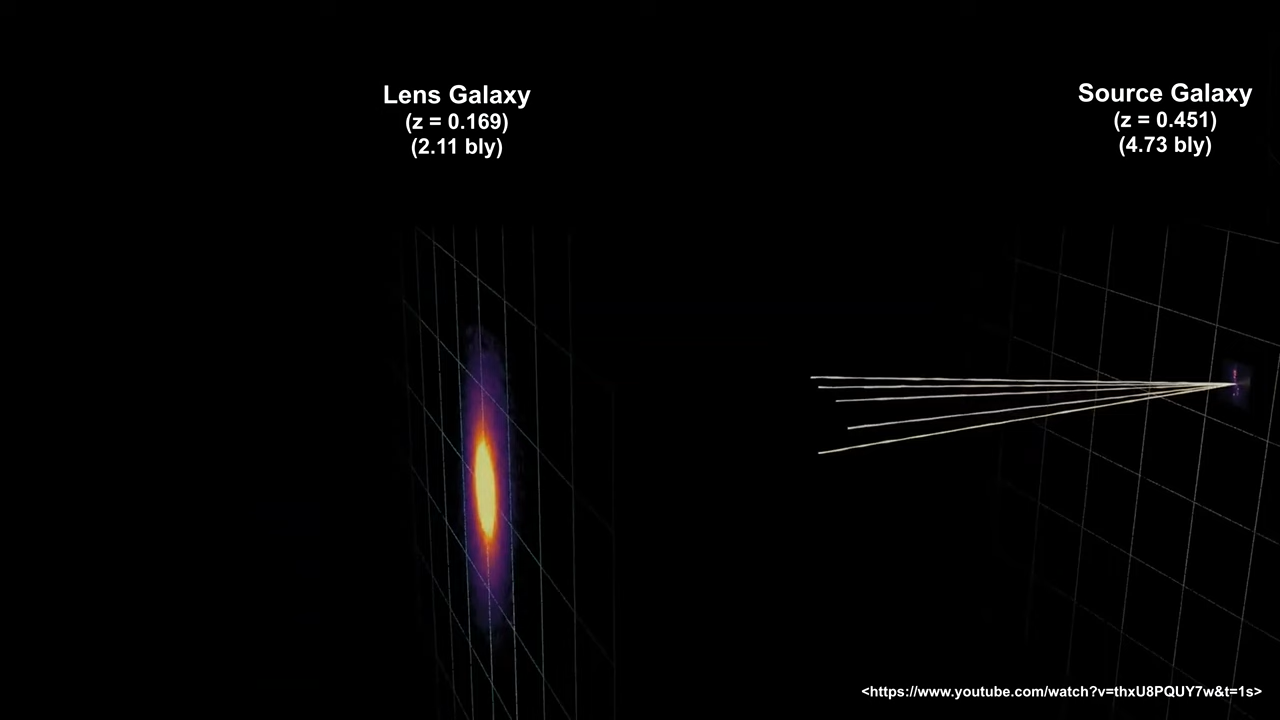 Lens Galaxy
(z = 0.169)
(2.11 bly)
Source Galaxy
(z = 0.451)
(4.73 bly)
<https://www.youtube.com/watch?v=thxU8PQUY7w&t=1s>